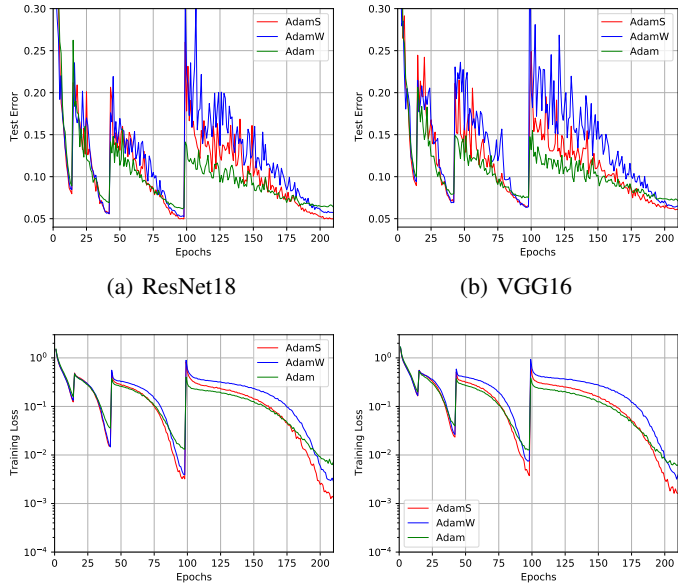 0.30
0.25
0.20
0.15
0.10
0.05
Test Error
0 25 50 75 100 125 150 175 200
Epochs
AdamS
AdamW
Adam
(a) ResNet18
0.30
0.25
0.20
0.15
0.10
0.05
Test Error
0 25 50 75 100 125 150 175 200
Epochs
AdamS
AdamW
Adam
(b) VGG16
10^0
10^-1
10^-2
10^-3
10^-4
Training Loss
0 25 50 75 100 125 150 175 200
Epochs
AdamS
AdamW
Adam
10^0
10^-1
10^-2
10^-3
10^-4
Training Loss
0 25 50 75 100 125 150 175 200
Epochs
AdamS
AdamW
Adam